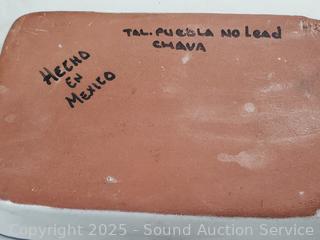 TAL. PUEBLA NO Lead
CHAVA
HECHO
EN
MEXICO
Copyright 2025 - Sound Auction Service